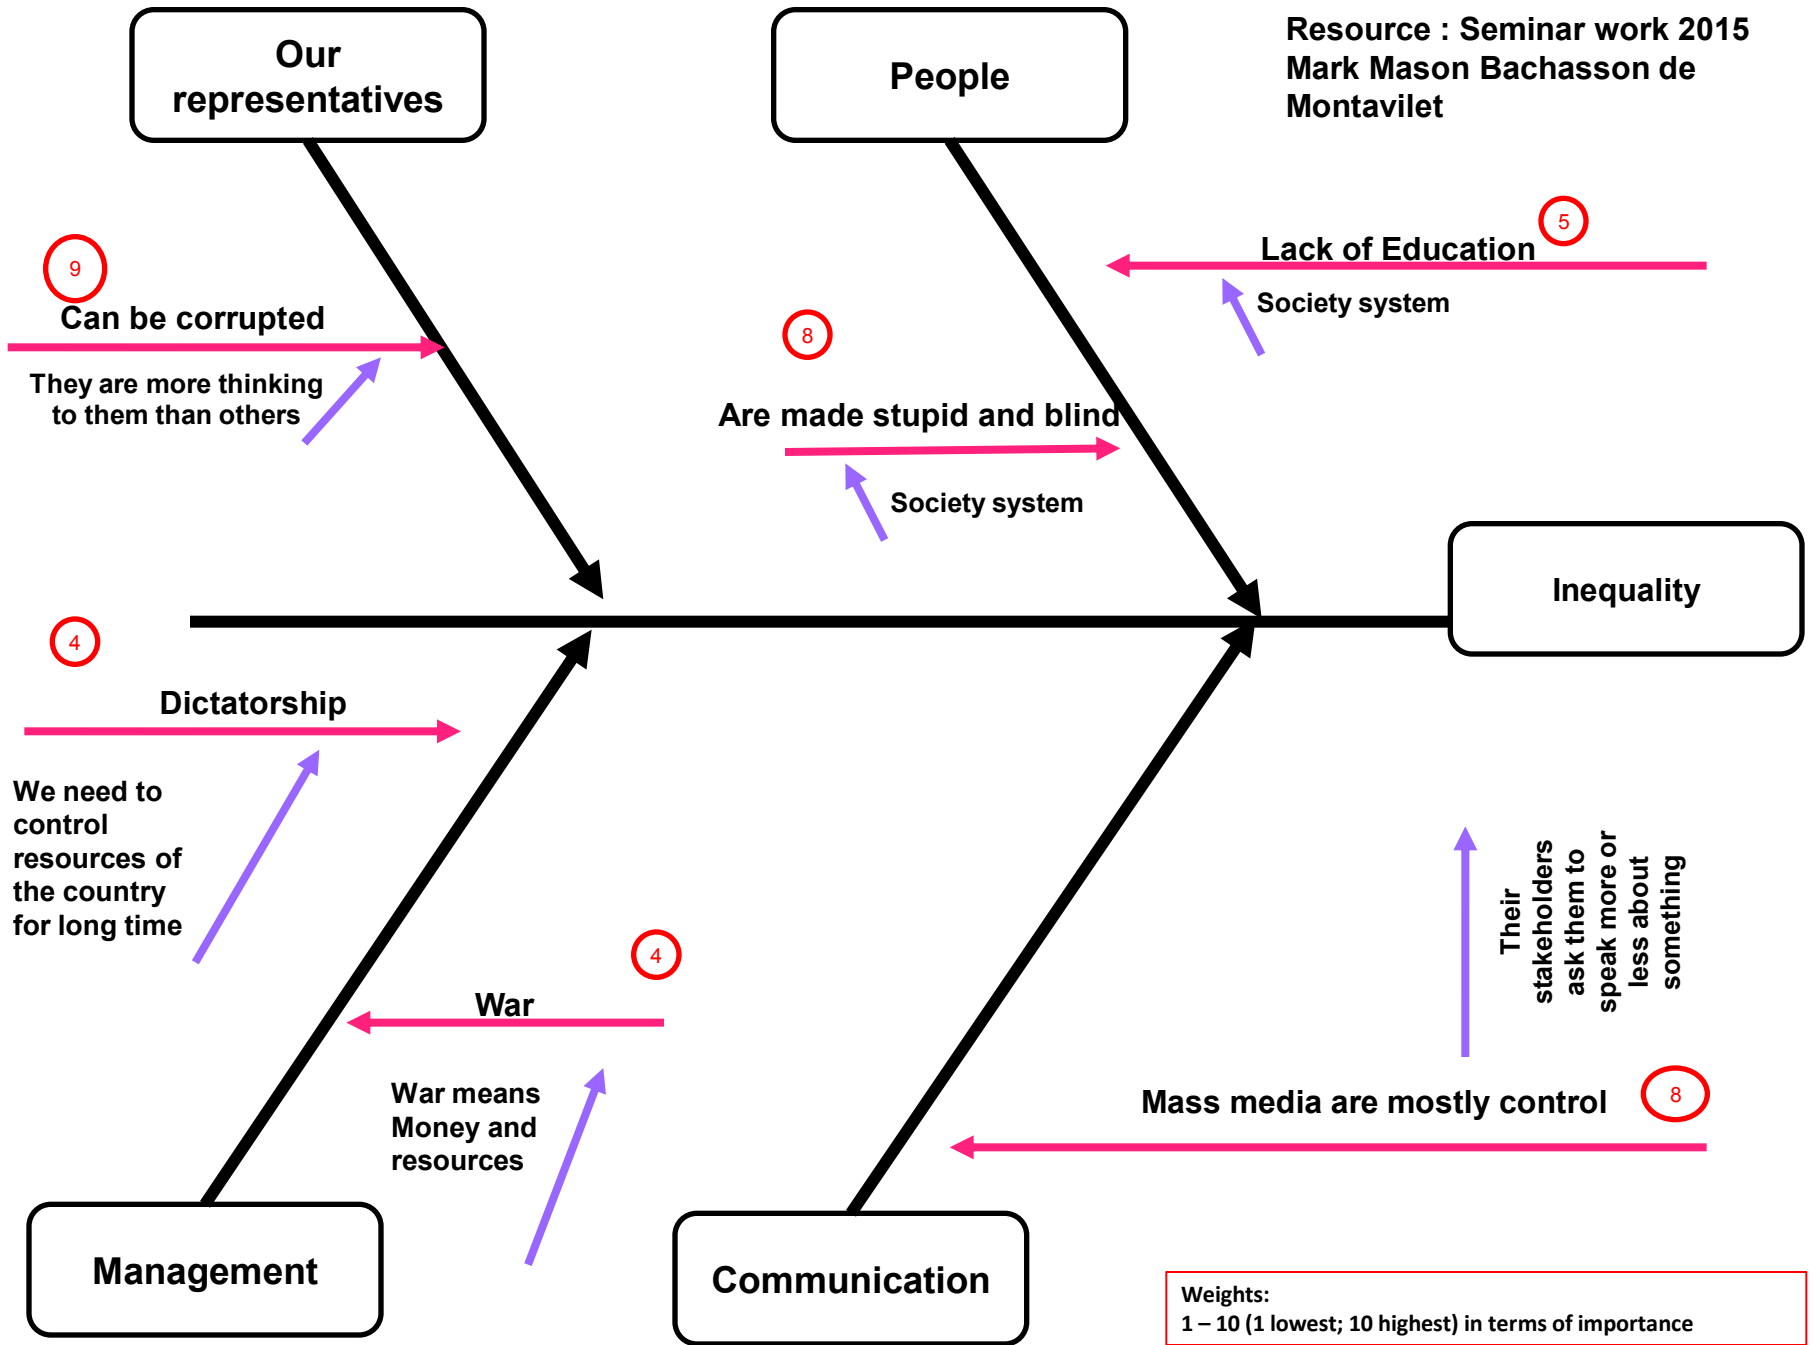 Our
representatives
People
Resource : Seminar work 2015
Mark Mason Bachasson de
Montavilet
9
Can be corrupted
They are more thinking
to them than others
8
Are made stupid and blind
Society system
5
Lack of Education
Society system
Inequality
4
Dictatorship
We need to
control
resources of
the country
for long time
4
War
War means
Money and
resources
Their
stakeholders
ask them to
speak more or
less about
something
Mass media are mostly control
8
Management
Communication
Weights:
1 – 10 (1 lowest; 10 highest) in terms of importance